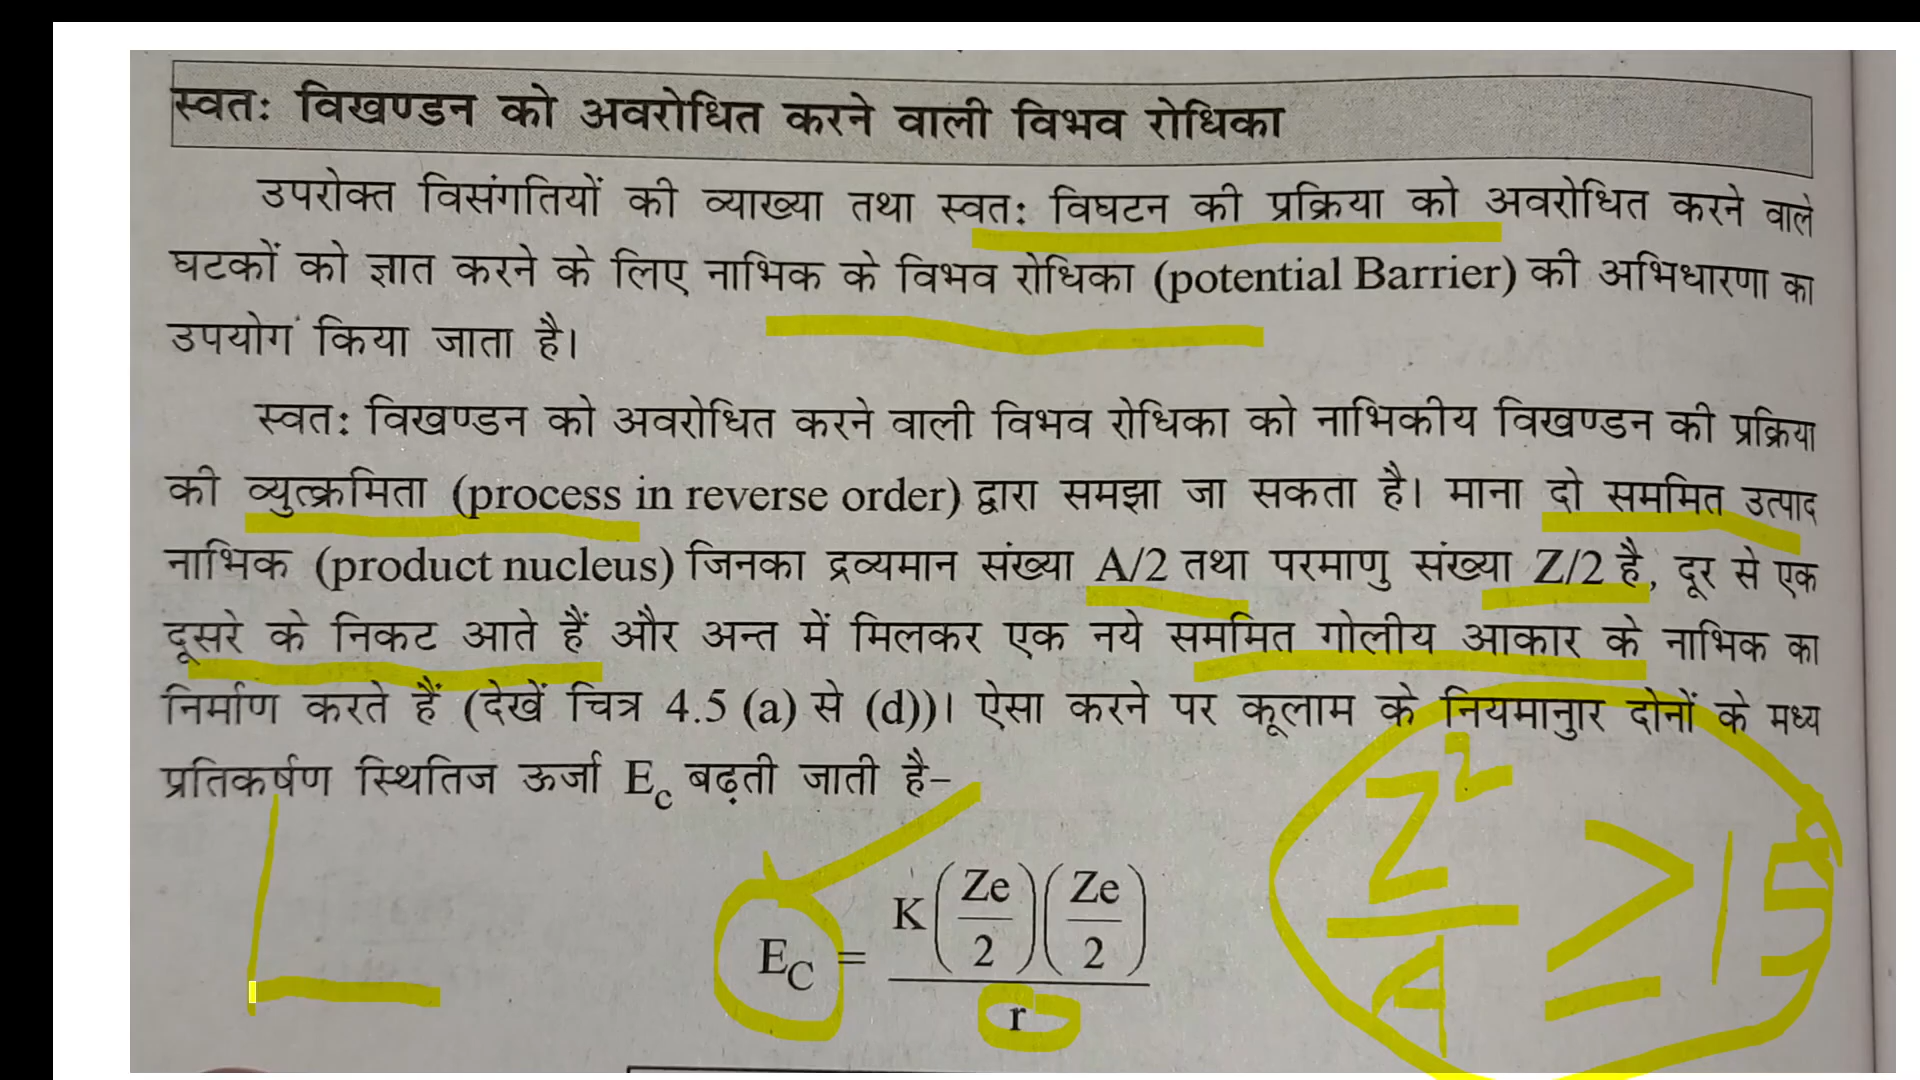 स्वतः विखण्डन को अवरोधित करने वाली विभव रोधिका
उपरोक्त विसंगतियों की व्याख्या तथा स्वतः विघटन की प्रक्रिया को अवरोधित करने वाले
घटकों को ज्ञात करने के लिए नाभिक के विभव रोधिका (potential Barrier) की अभिधारणा का
उपयोग किया जाता है।
स्वतः विखण्डन को अवरोधित करने वाली विभव रोधिका को नाभिकीय विखण्डन की प्रक्रिया
की व्युत्क्रमिता (process in reverse order) द्वारा समझा जा सकता है। माना दो सममित उत्पाद
नाभिक (product nucleus) जिनका द्रव्यमान संख्या A/2 तथा परमाणु संख्या Z/2 है, दूर से एक
दूसरे के निकट आते हैं और अन्त में मिलकर एक नये सममित गोलीय आकार के नाभिक का
निर्माण करते हैं (देखें चित्र 4.5 (a) से (d))। ऐसा करने पर कूलाम के नियमानुार दोनों के मध्य
प्रतिकर्षण स्थितिज ऊर्जा E_c बढ़ती जाती है–
E_C = K(Ze/2)(Ze/2) / r
Z²/A ≥ 1